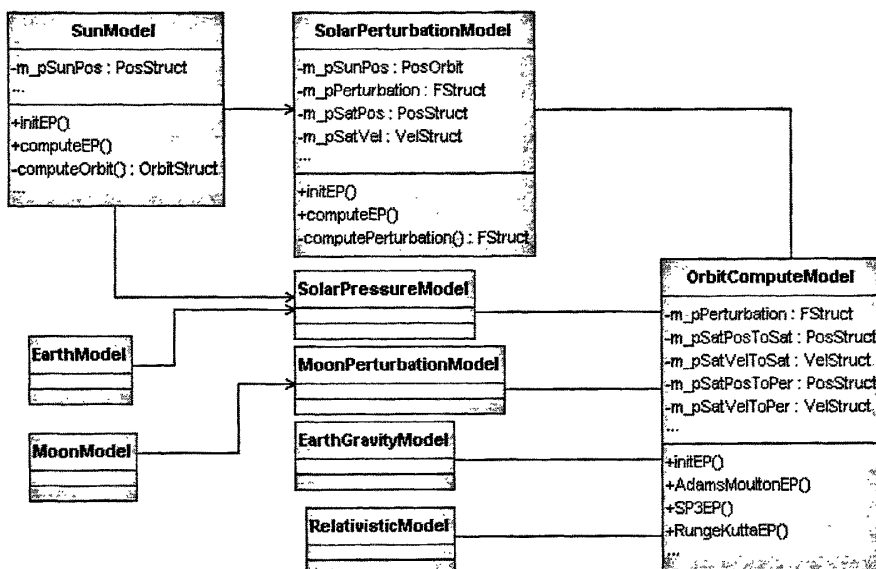 SunModel
-m_pSunPos : PosStruct
...
+initEP()
+computeEP()
-computeOrbit() : OrbitStruct
...
SolarPerturbationModel
-m_pSunPos : PosOrbit
-m_pPerturbation : FStruct
-m_pSatPos : PosStruct
-m_pSatVel : VelStruct
...
+initEP()
+computeEP()
-computePerturbation() : FStruct
SolarPressureModel
EarthModel
MoonPerturbationModel
MoonModel
EarthGravityModel
RelativisticModel
OrbitComputeModel
-m_pPerturbation : FStruct
-m_pSatPosToSat : PosStruct
-m_pSatVelToSat : VelStruct
-m_pSatPosToPer : PosStruct
-m_pSatVelToPer : VelStruct
...
+initEP()
+AdamsMoultonEP()
+SP3EP()
+RungeKuttaEP()
...